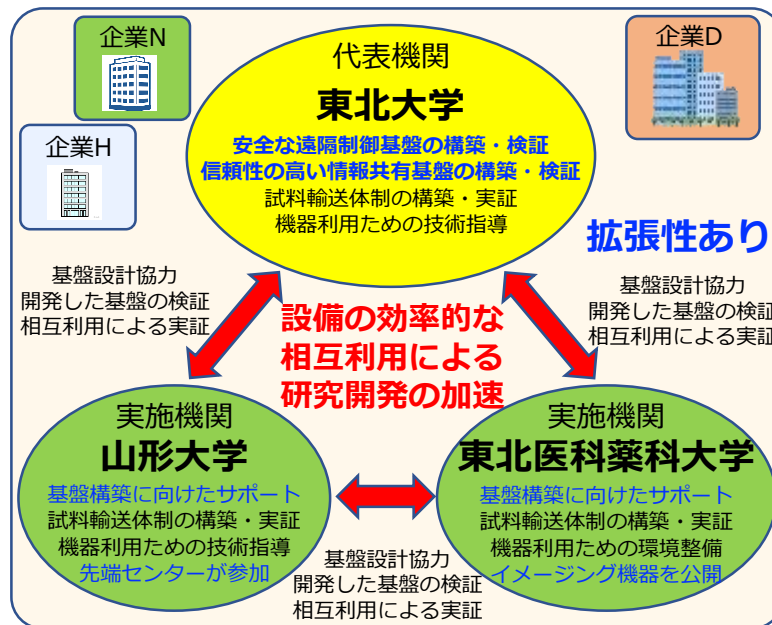 企業N
企業D
企業H
代表機関
東北大学
安全な遠隔制御基盤の構築・検証
信頼性の高い情報共有基盤の構築・検証
試料輸送体制の構築・実証
機器利用ための技術指導
拡張性あり
基盤設計協力
開発した基盤の検証
相互利用による実証
設備の効率的な
相互利用による
研究開発の加速
基盤設計協力
開発した基盤の検証
相互利用による実証
実施機関
山形大学
基盤構築に向けたサポート
試料輸送体制の構築・実証
機器利用ための技術指導
先端センターが参加
実施機関
東北医科薬科大学
基盤構築に向けたサポート
試料輸送体制の構築・実証
機器利用ための環境整備
イメージング機器を公開
基盤設計協力
開発した基盤の検証
相互利用による実証